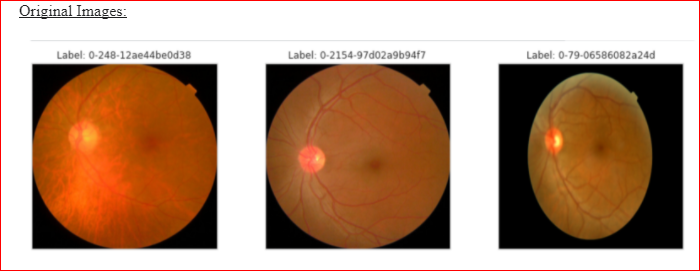 Original Images:
Label: 0-248-12ae44be0d38
Label: 0-2154-97d02a9b94f7
Label: 0-79-06586082a24d